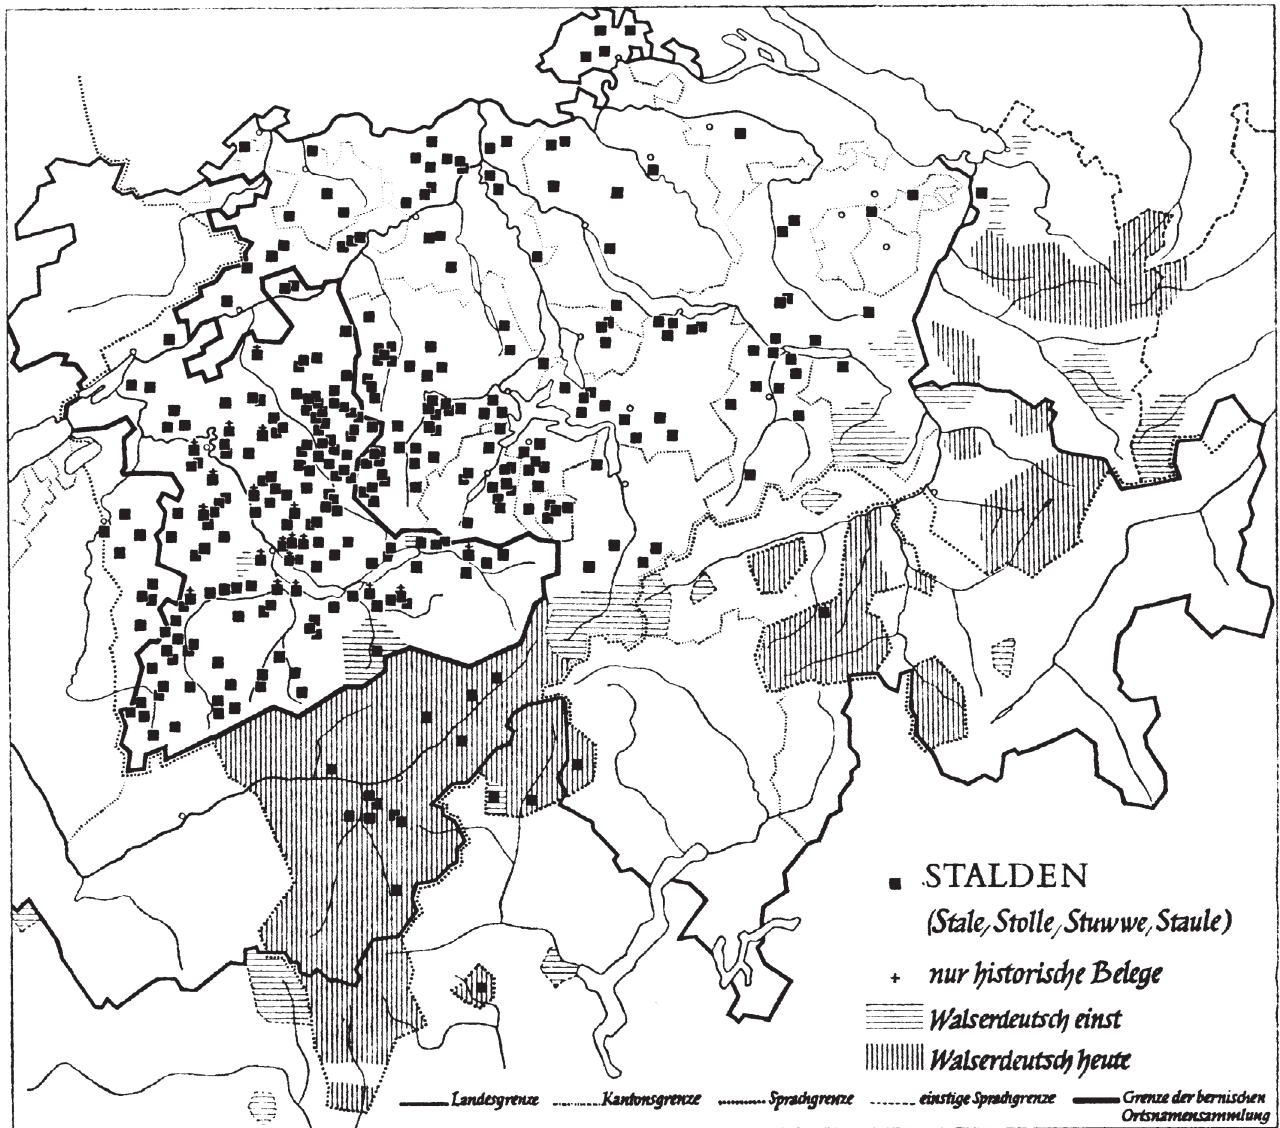 STALDEN
(Stale, Stolle, Stuwwe, Staule)
+ nur historische Belege
Walserdeutsch einst
Walserdeutsch heute
Landesgrenze Kantonsgrenze Sprachgrenze einstige Sprachgrenze Grenze der bernischen
Ortsnamensammlung